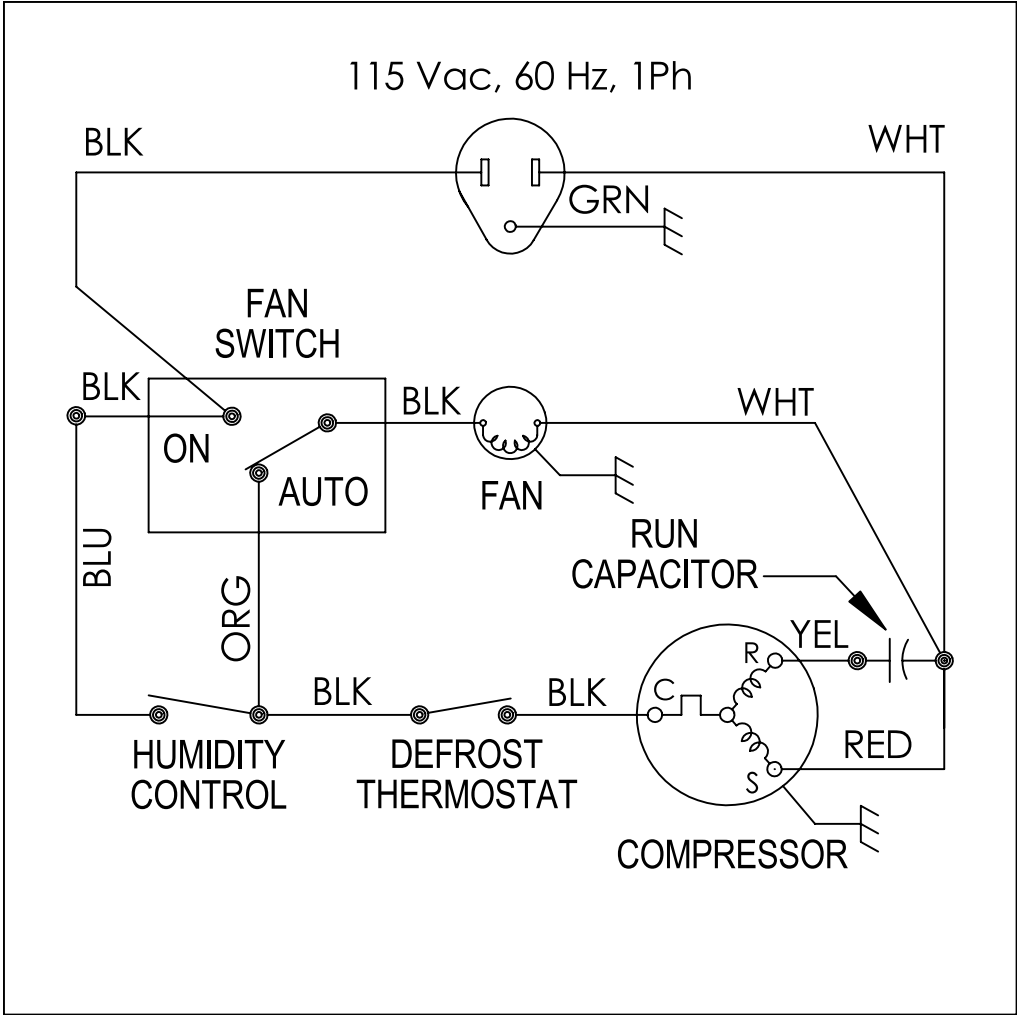 115 Vac, 60 Hz, 1Ph
BLK
WHT
GRN
FAN
SWITCH
BLK
BLK
WHT
ON
AUTO
FAN
BLU
ORG
RUN
CAPACITOR
YEL
R
C
BLK
BLK
RED
S
HUMIDITY
CONTROL
DEFROST
THERMOSTAT
COMPRESSOR